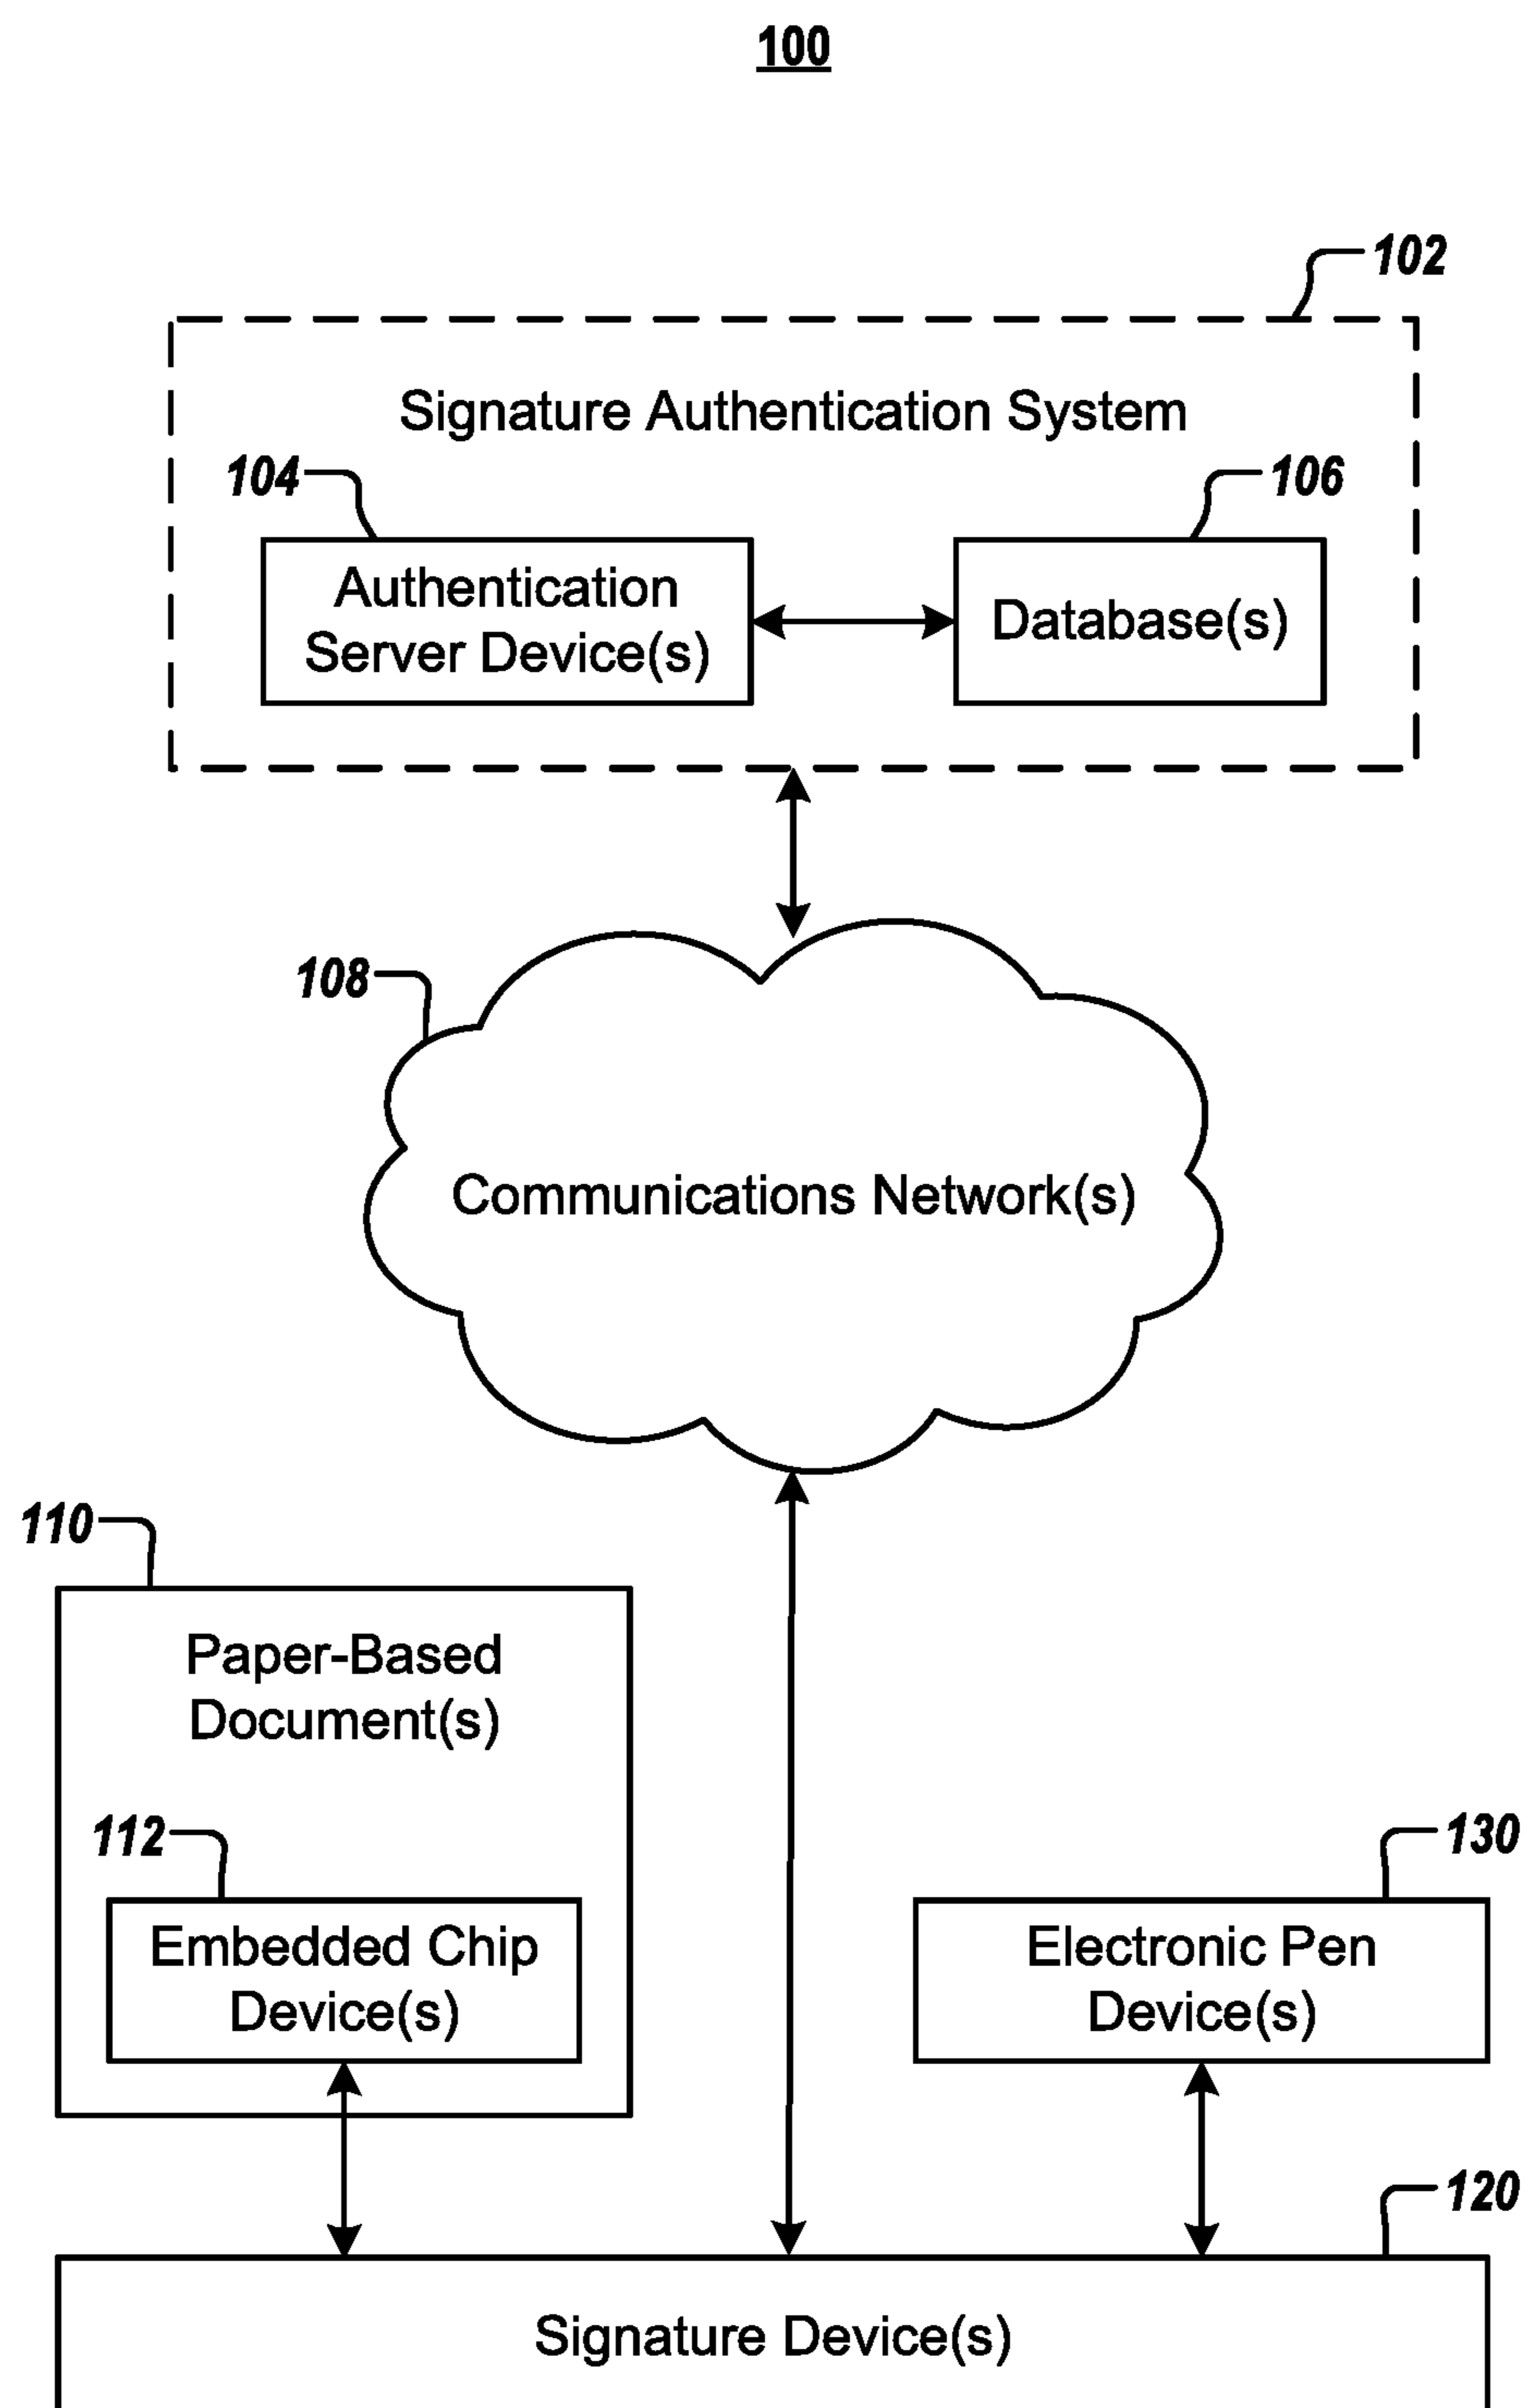 100
102
Signature Authentication System
104
106
Authentication
Server Device(s)
Database(s)
108
Communications Network(s)
110
Paper-Based
Document(s)
112
130
Embedded Chip
Device(s)
Electronic Pen
Device(s)
120
Signature Device(s)